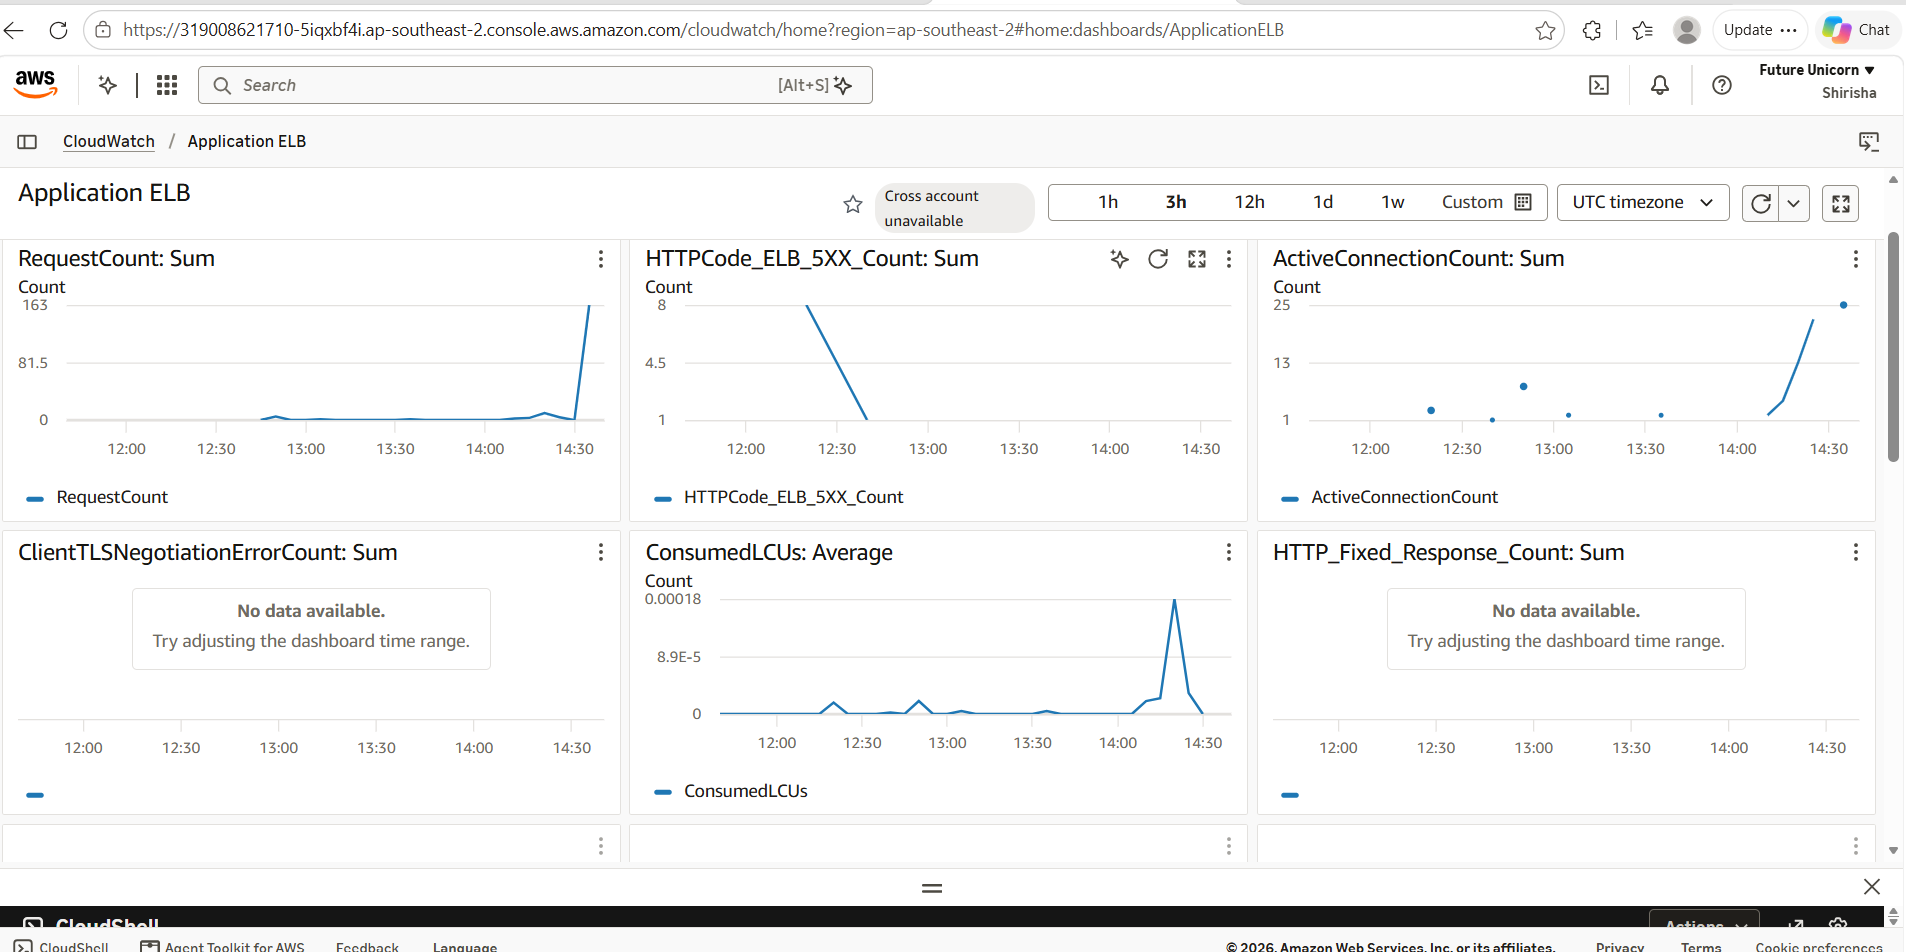 https://319008621710-5iqxbf4i.ap-southeast-2.console.aws.amazon.com/cloudwatch/home?region=ap-southeast-2#home:dashboards/ApplicationELB
Update
Chat
aws
Search
[Alt+S]
Future Unicorn
Shirisha
CloudWatch / Application ELB
Application ELB
Cross account
unavailable
1h 3h 12h 1d 1w Custom
UTC timezone
RequestCount: Sum
Count
163
81.5
0
12:00 12:30 13:00 13:30 14:00 14:30
RequestCount
HTTPCode_ELB_5XX_Count: Sum
Count
8
4.5
1
12:00 12:30 13:00 13:30 14:00 14:30
HTTPCode_ELB_5XX_Count
ActiveConnectionCount: Sum
Count
25
13
1
12:00 12:30 13:00 13:30 14:00 14:30
ActiveConnectionCount
ClientTLSNegotiationErrorCount: Sum
No data available.
Try adjusting the dashboard time range.
12:00 12:30 13:00 13:30 14:00 14:30
ConsumedLCUs: Average
Count
0.00018
8.9E-5
0
12:00 12:30 13:00 13:30 14:00 14:30
ConsumedLCUs
HTTP_Fixed_Response_Count: Sum
No data available.
Try adjusting the dashboard time range.
12:00 12:30 13:00 13:30 14:00 14:30
CloudShell
Actions
CloudShell Agent Toolkit for AWS Feedback Language
© 2026, Amazon Web Services, Inc. or its affiliates. Privacy Terms Cookie preferences